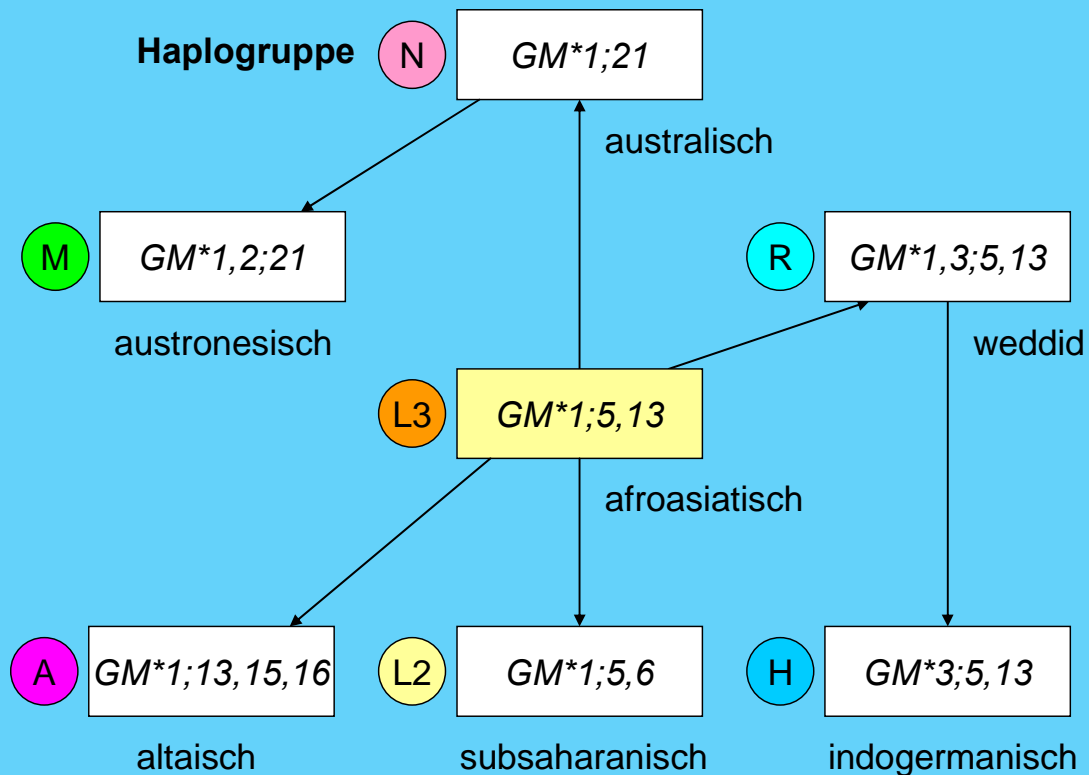 Haplogruppe N GM*1;21
australisch
M GM*1,2;21 R GM*1,3;5,13
austronesisch weddid
L3 GM*1;5,13
afroasiatisch
A GM*1;13,15,16 L2 GM*1;5,6 H GM*3;5,13
altaisch subsaharanisch indogermanisch